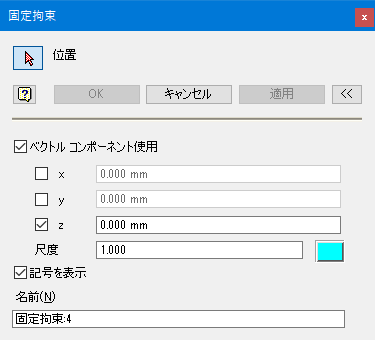 固定拘束
位置
OK キャンセル 適用 <<
ベクトル コンポーネント使用
x 0.000 mm
y 0.000 mm
z 0.000 mm
尺度 1.000
記号を表示
名前(N)
固定拘束:4